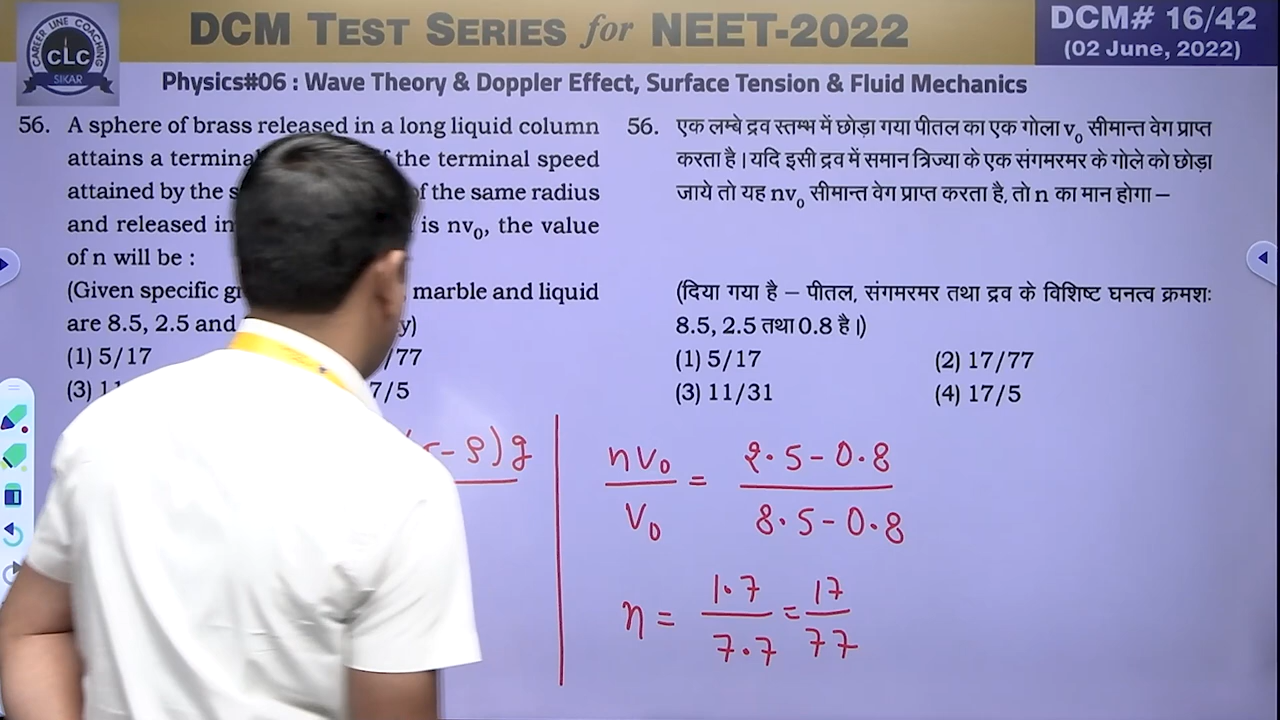 CAREER LINE COACHING
CLC
SIKAR
DCM TEST SERIES for NEET-2022
DCM# 16/42
(02 June, 2022)
Physics#06 : Wave Theory & Doppler Effect, Surface Tension & Fluid Mechanics
56. A sphere of brass released in a long liquid column
attains a the terminal speed
attained by the of the same radius
and released is nv₀, the value
of n will be :
(Given specific marble and liquid
are 8.5, 2.5 and
(1) 5/17 /77
(3) 7/5
56. एक लम्बे द्रव स्तम्भ में छोड़ा गया पीतल का एक गोला v₀ सीमान्त वेग प्राप्त
करता है। यदि इसी द्रव में समान त्रिज्या के एक संगमरमर के गोले को छोड़ा
जाये तो यह nv₀ सीमान्त वेग प्राप्त करता है, तो n का मान होगा –
(दिया गया है – पीतल, संगमरमर तथा द्रव के विशिष्ट घनत्व क्रमशः
8.5, 2.5 तथा 0.8 है।)
(1) 5/17 (2) 17/77
(3) 11/31 (4) 17/5
-ρ)g
nv₀/v₀ = 2.5-0.8/8.5-0.8
n = 1.7/7.7 = 17/77